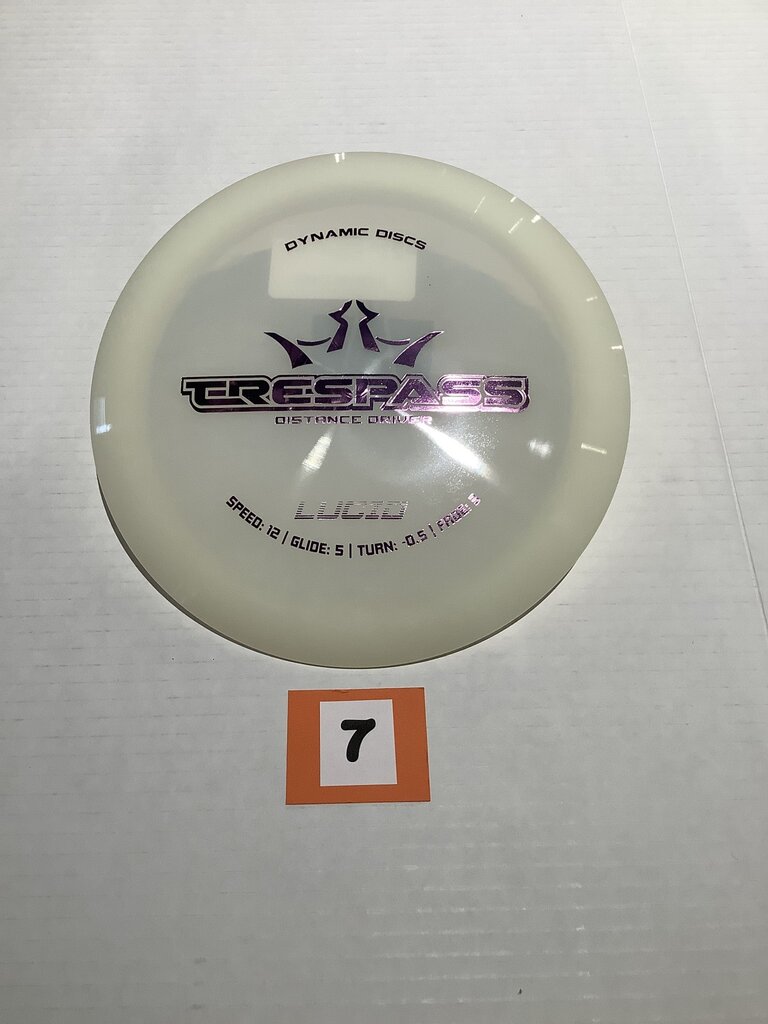 DYNAMIC DISCS
TRESPASS
DISTANCE DRIVER
LUCID
SPEED: 12 | GLIDE: 5 | TURN: -0.5 | FADE: 3
7